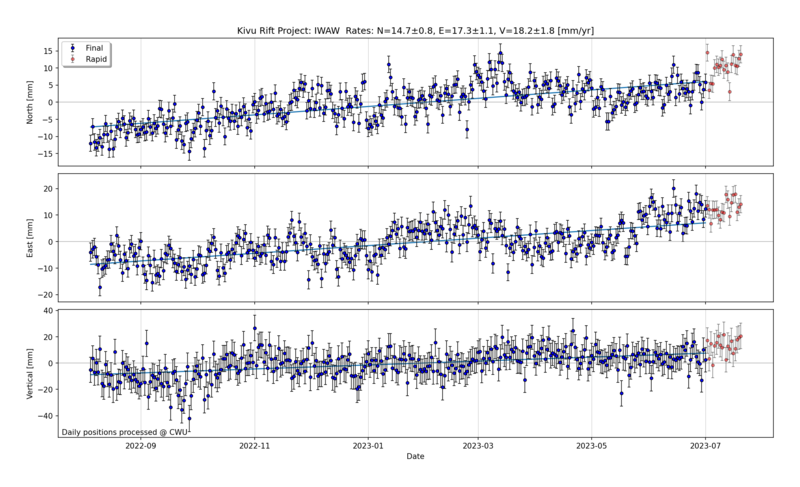 Kivu Rift Project: IWAW  Rates: N=14.7±0.8, E=17.3±1.1, V=18.2±1.8 [mm/yr]
Final
Rapid
North [mm]
15
10
5
0
−5
−10
−15
East [mm]
20
10
0
−10
−20
Vertical [mm]
40
20
0
−20
−40
Daily positions processed @ CWU
2022-09
2022-11
2023-01
2023-03
2023-05
2023-07
Date